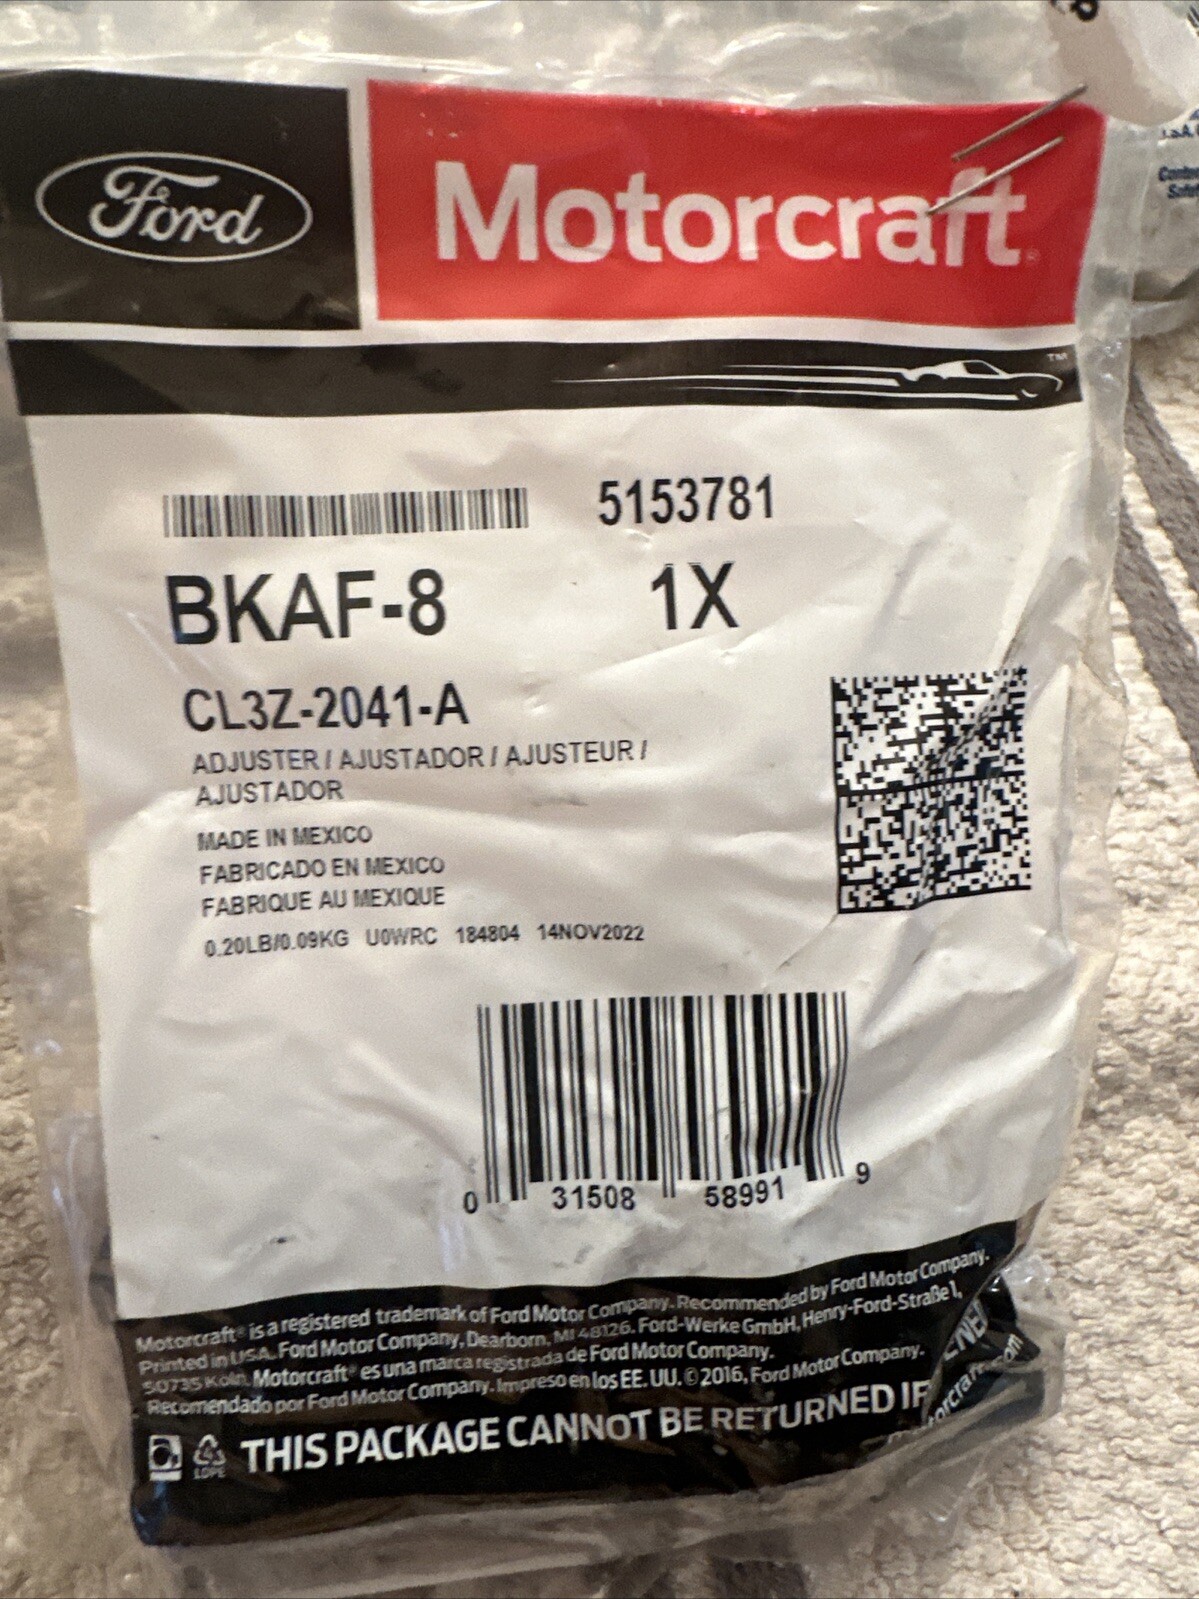 Ford
Motorcraft®
™
5153781
BKAF-8
1X
CL3Z-2041-A
ADJUSTER / AJUSTADOR / AJUSTEUR /
AJUSTADOR
MADE IN MEXICO
FABRICADO EN MEXICO
FABRIQUE AU MEXIQUE
0.20LB/0.09KG U0WRC 184804 14NOV2022
0 31508 58991 9
Motorcraft® is a registered trademark of Ford Motor Company. Recommended by Ford Motor Company.
Printed in U.S.A. Ford Motor Company, Dearborn, MI 48126. Ford-Werke GmbH, Henry-Ford-Straße 1,
50735 Köln. Motorcraft® es una marca registrada de Ford Motor Company.
Recomendado por Ford Motor Company. Impreso en los EE. UU. © 2016, Ford Motor Company.
THIS PACKAGE CANNOT BE RETURNED IF
LDPE